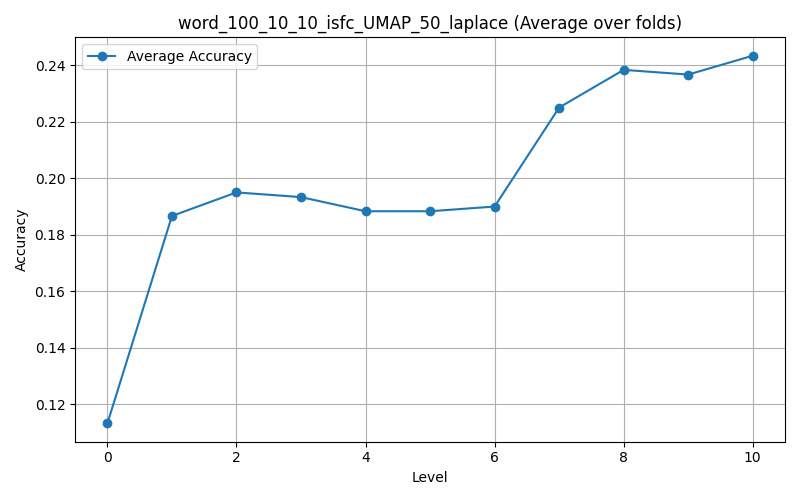 word_100_10_10_isfc_UMAP_50_laplace (Average over folds)
Average Accuracy
0.24
0.22
0.20
0.18
0.16
0.14
0.12
Accuracy
0 2 4 6 8 10
Level